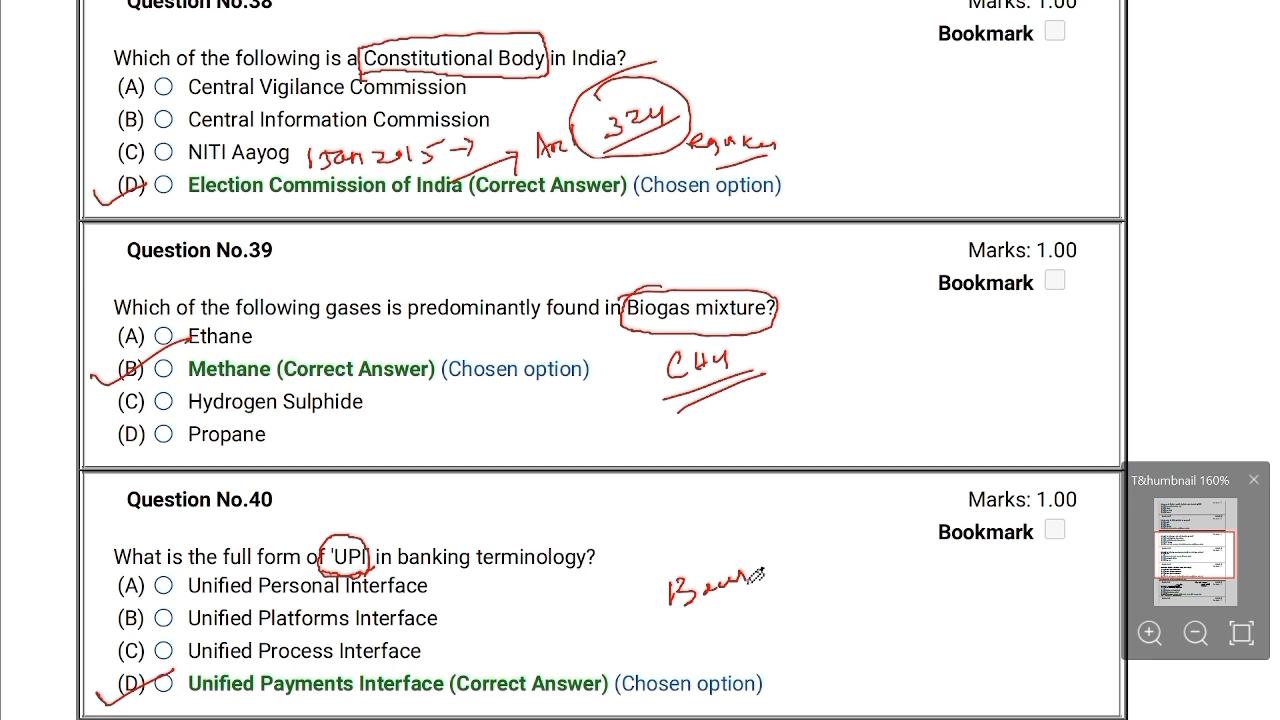 Question No.38
Marks: 1.00
Bookmark
Which of the following is a Constitutional Body in India?
(A) Central Vigilance Commission
(B) Central Information Commission
(C) NITI Aayog
1 Jan 2015 →
Ar
324
(D) Election Commission of India (Correct Answer) (Chosen option)
Question No.39
Marks: 1.00
Bookmark
Which of the following gases is predominantly found in Biogas mixture?
(A) Ethane
(B) Methane (Correct Answer) (Chosen option)
CH4
(C) Hydrogen Sulphide
(D) Propane
Question No.40
Marks: 1.00
Bookmark
What is the full form of 'UPI' in banking terminology?
(A) Unified Personal Interface
(B) Unified Platforms Interface
(C) Unified Process Interface
(D) Unified Payments Interface (Correct Answer) (Chosen option)
T&humbnail 160%